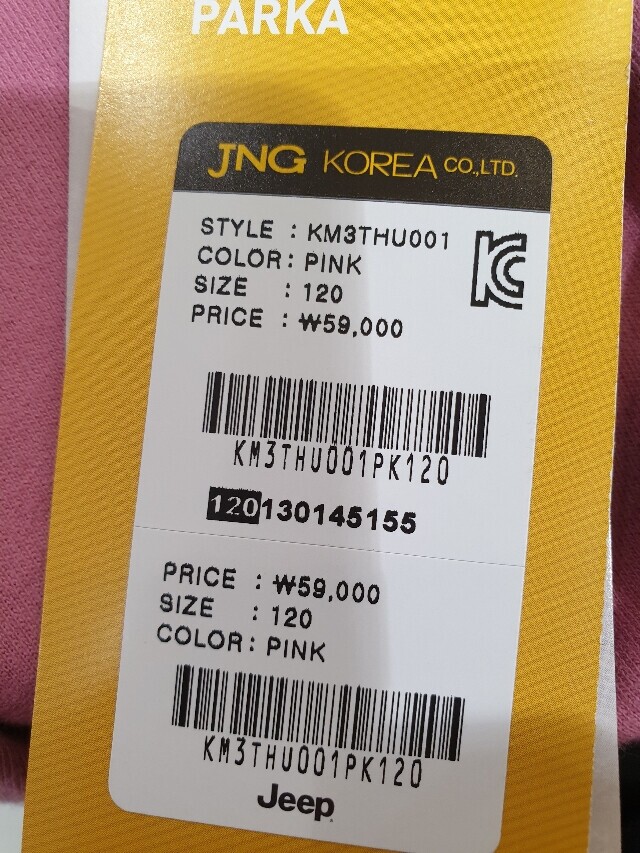 PARKA
JNG KOREA CO.,LTD.
STYLE : KM3THU001
COLOR : PINK
SIZE : 120
PRICE : ₩59,000
KM3THU001PK120
120130145155
PRICE : ₩59,000
SIZE : 120
COLOR : PINK
KM3THU001PK120
Jeep